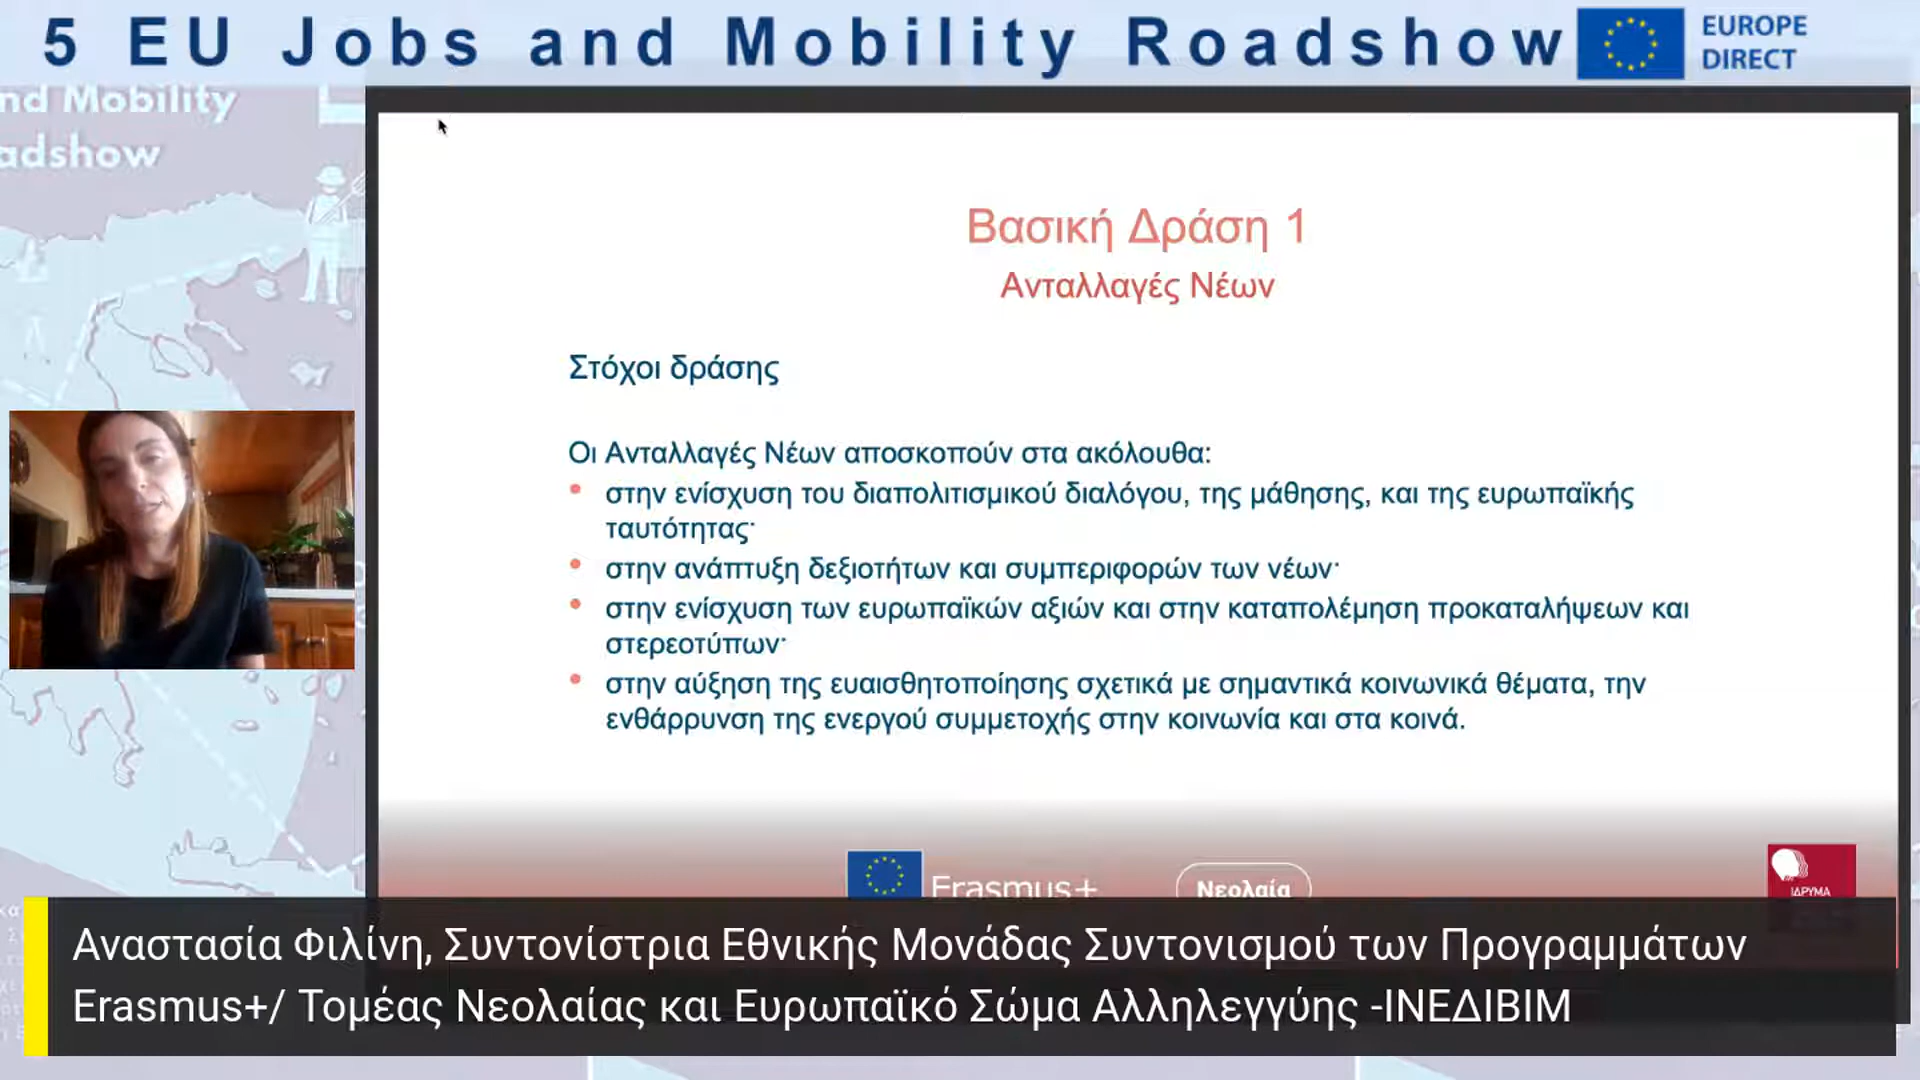 5 EU Jobs and Mobility Roadshow
EUROPE
DIRECT
nd Mobility
adshow
Βασική Δράση 1
Ανταλλαγές Νέων
Στόχοι δράσης
Οι Ανταλλαγές Νέων αποσκοπούν στα ακόλουθα:
• στην ενίσχυση του διαπολιτισμικού διαλόγου, της μάθησης, και της ευρωπαϊκής
ταυτότητας·
• στην ανάπτυξη δεξιοτήτων και συμπεριφορών των νέων·
• στην ενίσχυση των ευρωπαϊκών αξιών και στην καταπολέμηση προκαταλήψεων και
στερεοτύπων·
• στην αύξηση της ευαισθητοποίησης σχετικά με σημαντικά κοινωνικά θέματα, την
ενθάρρυνση της ενεργού συμμετοχής στην κοινωνία και στα κοινά.
Erasmus+
Νεολαία
ΙΔΡΥΜΑ
Αναστασία Φιλίνη, Συντονίστρια Εθνικής Μονάδας Συντονισμού των Προγραμμάτων
Erasmus+/ Τομέας Νεολαίας και Ευρωπαϊκό Σώμα Αλληλεγγύης -ΙΝΕΔΙΒΙΜ